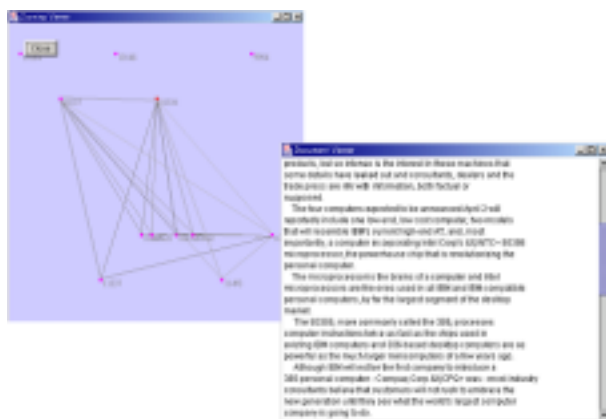 Overlap Viewer
Close
Document Viewer
products, but so intense is the interest in these machines that
some details have leaked out and consultants, dealers and the
trade press are rife with information, both factual or
supposed.
The four computers expected to be announced April 2 will
reportedly include one low-end, low cost computer, two models
that will resemble IBM's current high-end AT, and, most
importantly, a computer incorporating Intel Corp's
microprocessor, the powerhouse chip that is revolutionizing the
personal computer.
The microprocessor is the brains of a computer and Intel
microprocessors are the ones used in all IBM and IBM compatible
personal computers, by far the largest segment of the desktop
market.
The 80386, more commonly called the 386, processes
computer instructions twice as fast as the chips used in
existing IBM computers and 386-based desktop computers are as
powerful as the much larger minicomputers of a few years ago.
Although IBM will not be the first company to introduce a
386 personal computer - Compaq Corp was - most industry
consultants believe that customers will not rush to embrace the
new generation until they see what the world's largest computer
company is going to do.